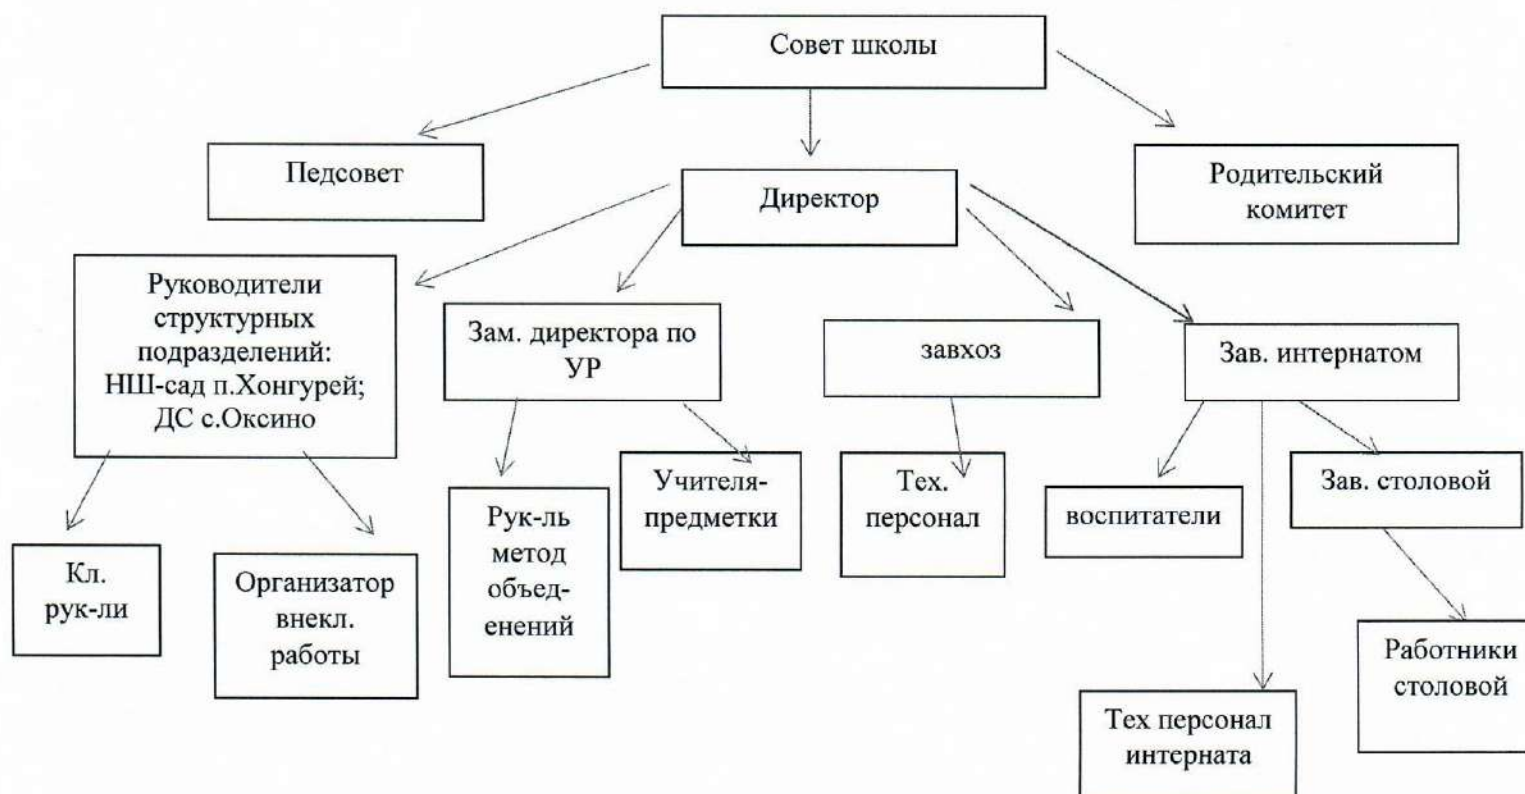 Совет школы
Педсовет
Директор
Родительский
комитет
Руководители
структурных
подразделений:
НШ-сад п.Хонгурей;
ДС с.Оксино
Зам. директора по
УР
завхоз
Зав. интернатом
Кл.
рук-ли
Организатор
внекл.
работы
Рук-ль
метод
объед-
енений
Учителя-
предметки
Тех.
персонал
воспитатели
Зав. столовой
Тех персонал
интерната
Работники
столовой